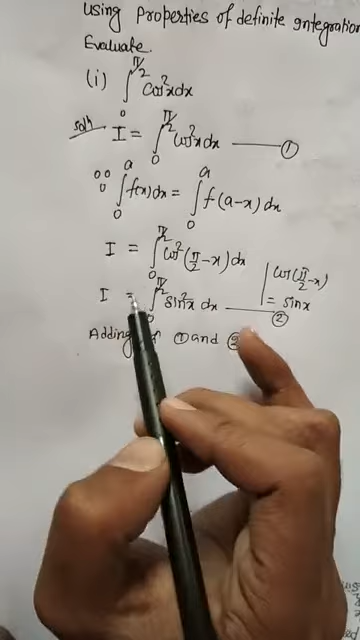 using properties of definite integration
Evaluate.
(i) ∫₀^{π/2} cos²x dx
soln I = ∫₀^{π/2} cos²x dx ——— ①
∵ ∫₀^{a} f(x) dx = ∫₀^{a} f(a-x) dx
I = ∫₀^{π/2} cos²(π/2 - x) dx | cos(π/2 - x)
I = ∫₀^{π/2} sin²x dx ——— ② | = sinx
Adding ① and ②